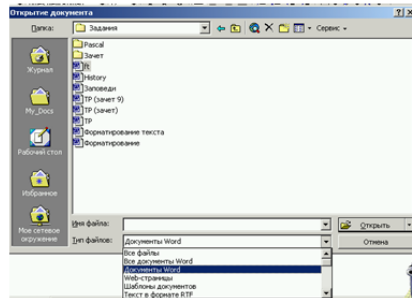 Открытие документа
Папка: Задания Сервис
Журнал
My_Docs
Рабочий стол
Избранное
Мое сетевое окружение
Pascal
Зачет
ft
History
Заповеди
ТР (зачет 9)
ТР (зачет)
ТР
Форматирование текста
Форматирование
Имя файла: Открыть
Тип файлов: Документы Word Отмена
Все файлы
Все документы Word
Документы Word
Web-страницы
Шаблоны документов
Текст в формате RTF